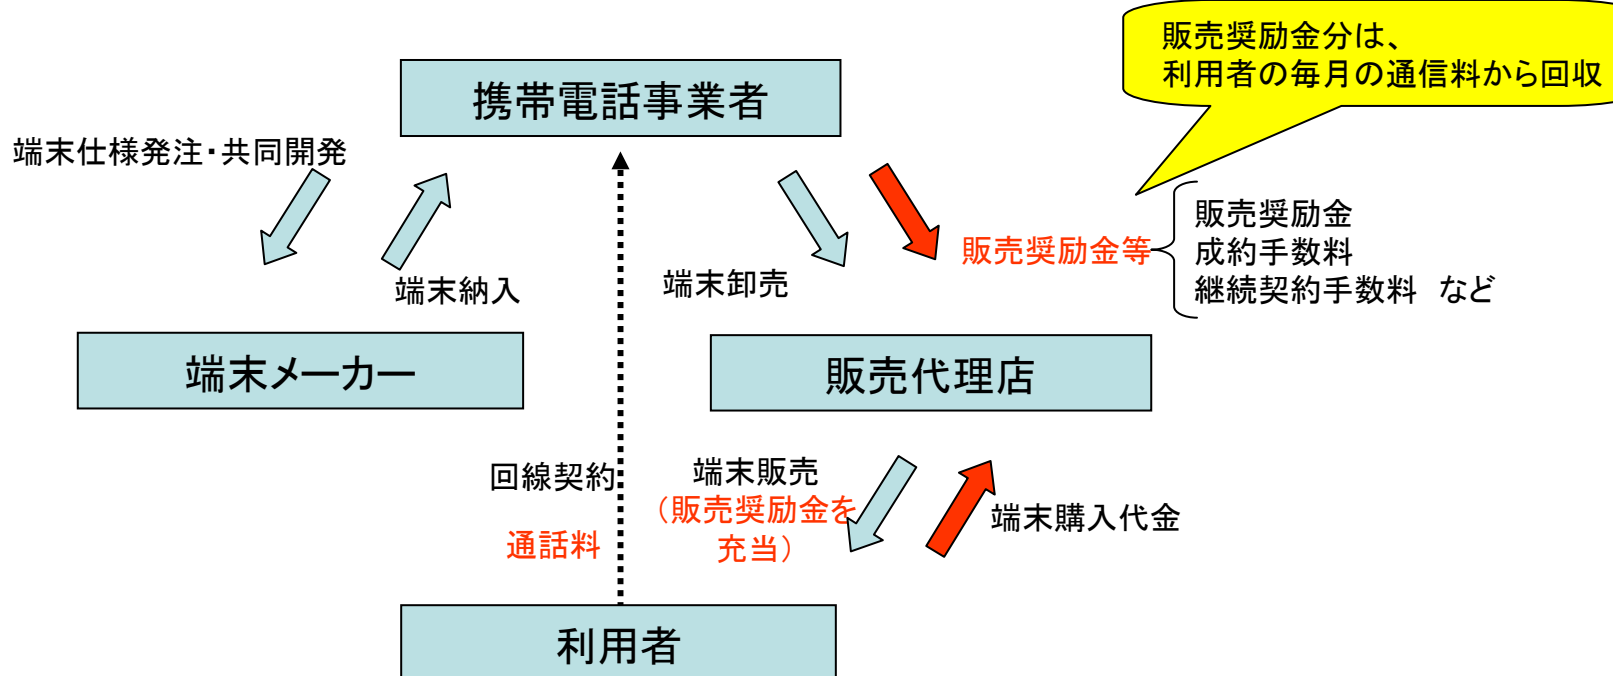 販売奨励金分は、
利用者の毎月の通信料から回収
携帯電話事業者
端末仕様発注・共同開発
販売奨励金
販売奨励金等
成約手数料
継続契約手数料 など
端末納入
端末卸売
端末メーカー
販売代理店
回線契約
通話料
端末販売
（販売奨励金を
充当）
端末購入代金
利用者